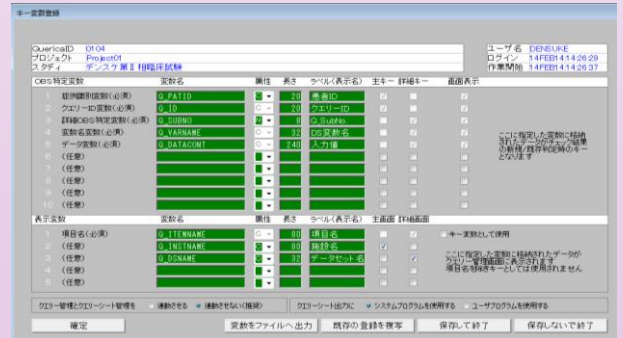 キー変数登録
QuericaID 0104
プロジェクト Project01
スタディ デンスケ第Ⅱ相臨床試験
ユーザ名 DENSUKE
ログイン 14FEB14:14:26:29
作業開始 14FEB14:14:26:37
OBS特定変数 変数名 属性 長さ ラベル(表示名) 主キー 詳細キー 画面表示
1 症例識別変数(必須) Q_PATID C 20 患者ID
2 クエリーID変数(必須) Q_ID C 20 クエリーID
3 詳細OBS特定変数(必須) Q_SUBNO N 8 Q_SubNo
4 変数名変数(必須) Q_VARNAME C 32 DS変数名
5 データ変数(必須) Q_DATACONT C 240 入力値
6 (任意)
7 (任意)
8 (任意)
9 (任意)
10 (任意)
ここに指定した変数に格納
されたデータがチェック結果
の新規/既存判定時のキー
となります
表示変数 変数名 属性 長さ ラベル(表示名) 主画面 詳細画面
1 項目名(必須) Q_ITEMNAME C 80 項目名 キー変数として使用
2 (任意) Q_INSTNAME C 80 施設名
3 (任意) Q_DSNAME C 32 データセット名
4 (任意)
5 (任意)
ここに指定した変数に格納されたデータが
クエリー管理画面に表示されます
項目名を除きキーとしては使用されません
クエリー管理とクエリーシート管理を 連動させる 連動させない(推奨) クエリーシート出力に システムプログラムを使用する ユーザプログラムを使用する
確定 変数をファイルへ出力 既存の登録を複写 保存して終了 保存しないで終了